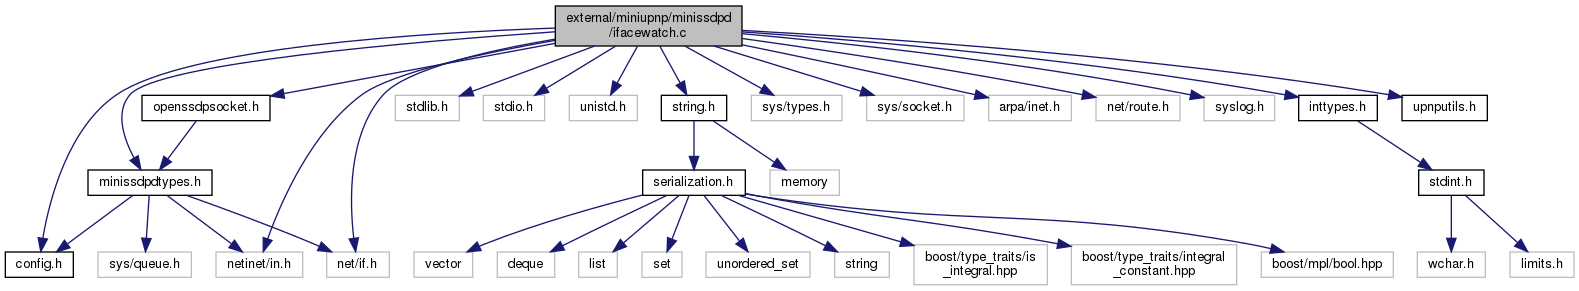 external/miniupnp/minissdpd
/ifacewatch.c
openssdpsocket.h
stdlib.h
stdio.h
unistd.h
string.h
sys/types.h
sys/socket.h
arpa/inet.h
net/route.h
syslog.h
inttypes.h
upnputils.h
minissdpdtypes.h
serialization.h
memory
stdint.h
config.h
sys/queue.h
netinet/in.h
net/if.h
vector
deque
list
set
unordered_set
string
boost/type_traits/is
_integral.hpp
boost/type_traits/integral
_constant.hpp
boost/mpl/bool.hpp
wchar.h
limits.h